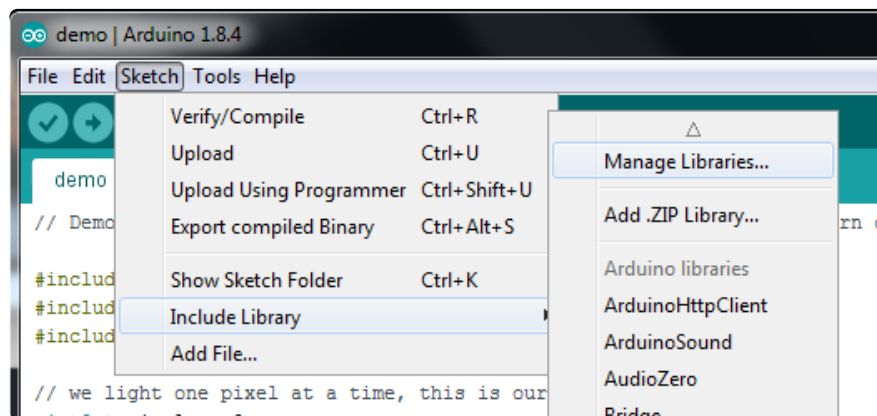 demo | Arduino 1.8.4
File Edit Sketch Tools Help
Verify/Compile Ctrl+R
Upload Ctrl+U
Upload Using Programmer Ctrl+Shift+U
Export compiled Binary Ctrl+Alt+S
Show Sketch Folder Ctrl+K
Include Library
Add File...
Manage Libraries...
Add .ZIP Library...
Arduino libraries
ArduinoHttpClient
ArduinoSound
AudioZero
Bridge
demo
// Demo
rn
#includ
#includ
#includ
// we light one pixel at a time, this is our